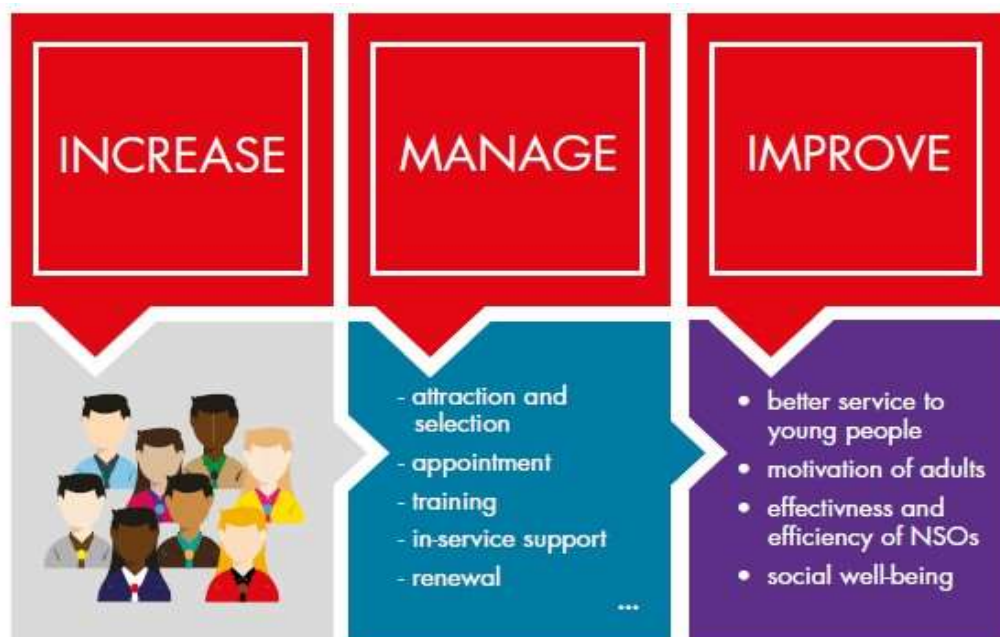 INCREASE
MANAGE
IMPROVE
- attraction and
selection
- appointment
- training
- in-service support
- renewal
...
• better service to
young people
• motivation of adults
• effectivness and
efficiency of NSOs
• social well-being